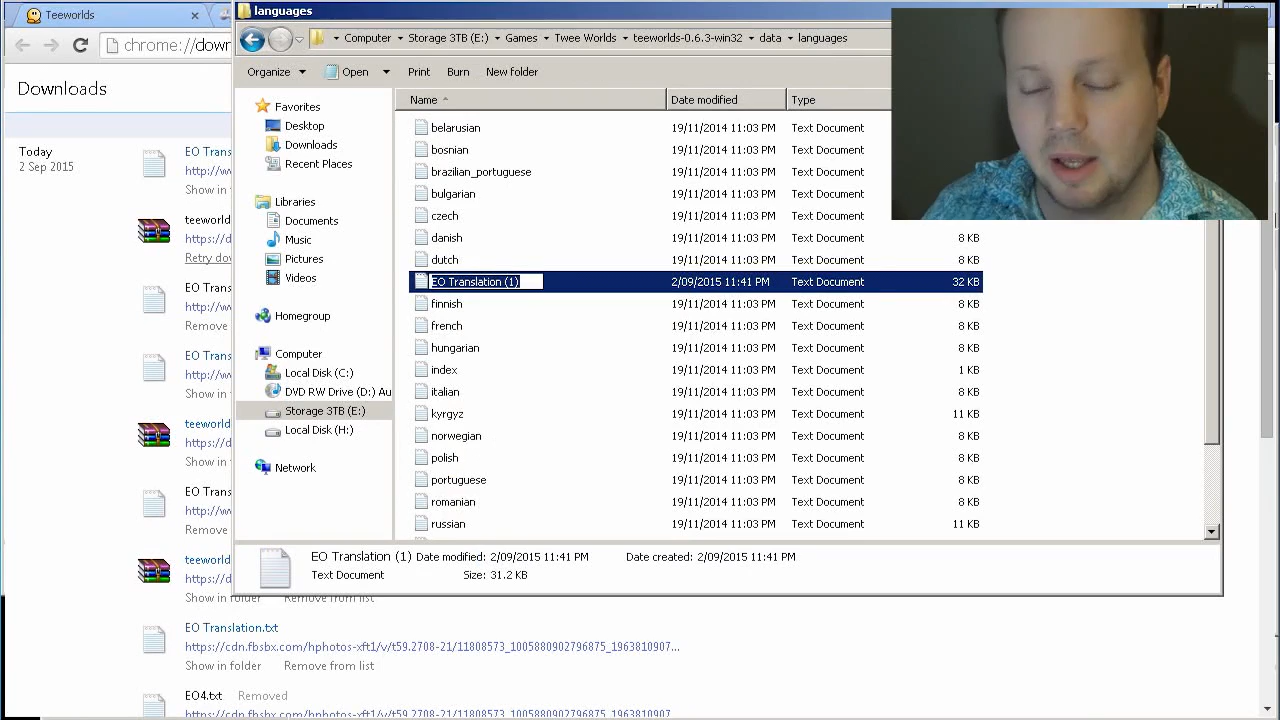 Teeworlds
languages
chrome://down
Computer
Storage 3TB (E:)
Games
Tree Worlds
teeworlds-0.6.3-win32
data
languages
Organize
Open
Print
Burn
New folder
Downloads
Today
2 Sep 2015
EO Trans
http://w
Show in
teeworld
https://d
Retry dow
EO Trans
http://w
Remove
EO Trans
http://w
Show in
teeworld
https://d
Show in
EO Trans
http://w
Remove
teeworld
https://d
Show in folder
Remove from list
EO Translation.txt
https://cdn.fbsbx.com/hphotos-xft1/v/t59.2708-21/11808573_1005880902796875_1963810907...
Show in folder
Remove from list
EO4.txt
Removed
Favorites
Desktop
Downloads
Recent Places
Libraries
Documents
Music
Pictures
Videos
Homegroup
Computer
Local Disk (C:)
DVD RW Drive (D:) Au
Storage 3TB (E:)
Local Disk (H:)
Network
Name
Date modified
Type
belarusian 19/11/2014 11:03 PM Text Document
bosnian 19/11/2014 11:03 PM Text Document
brazilian_portuguese 19/11/2014 11:03 PM Text Document
bulgarian 19/11/2014 11:03 PM Text Document
czech 19/11/2014 11:03 PM Text Document
danish 19/11/2014 11:03 PM Text Document 8 KB
dutch 19/11/2014 11:03 PM Text Document 8 KB
EO Translation (1) 2/09/2015 11:41 PM Text Document 32 KB
finnish 19/11/2014 11:03 PM Text Document 8 KB
french 19/11/2014 11:03 PM Text Document 8 KB
hungarian 19/11/2014 11:03 PM Text Document 8 KB
index 19/11/2014 11:03 PM Text Document 1 KB
italian 19/11/2014 11:03 PM Text Document 8 KB
kyrgyz 19/11/2014 11:03 PM Text Document 11 KB
norwegian 19/11/2014 11:03 PM Text Document 8 KB
polish 19/11/2014 11:03 PM Text Document 8 KB
portuguese 19/11/2014 11:03 PM Text Document 8 KB
romanian 19/11/2014 11:03 PM Text Document 8 KB
russian 19/11/2014 11:03 PM Text Document 11 KB
EO Translation (1) Date modified: 2/09/2015 11:41 PM Date created: 2/09/2015 11:41 PM
Text Document Size: 31.2 KB